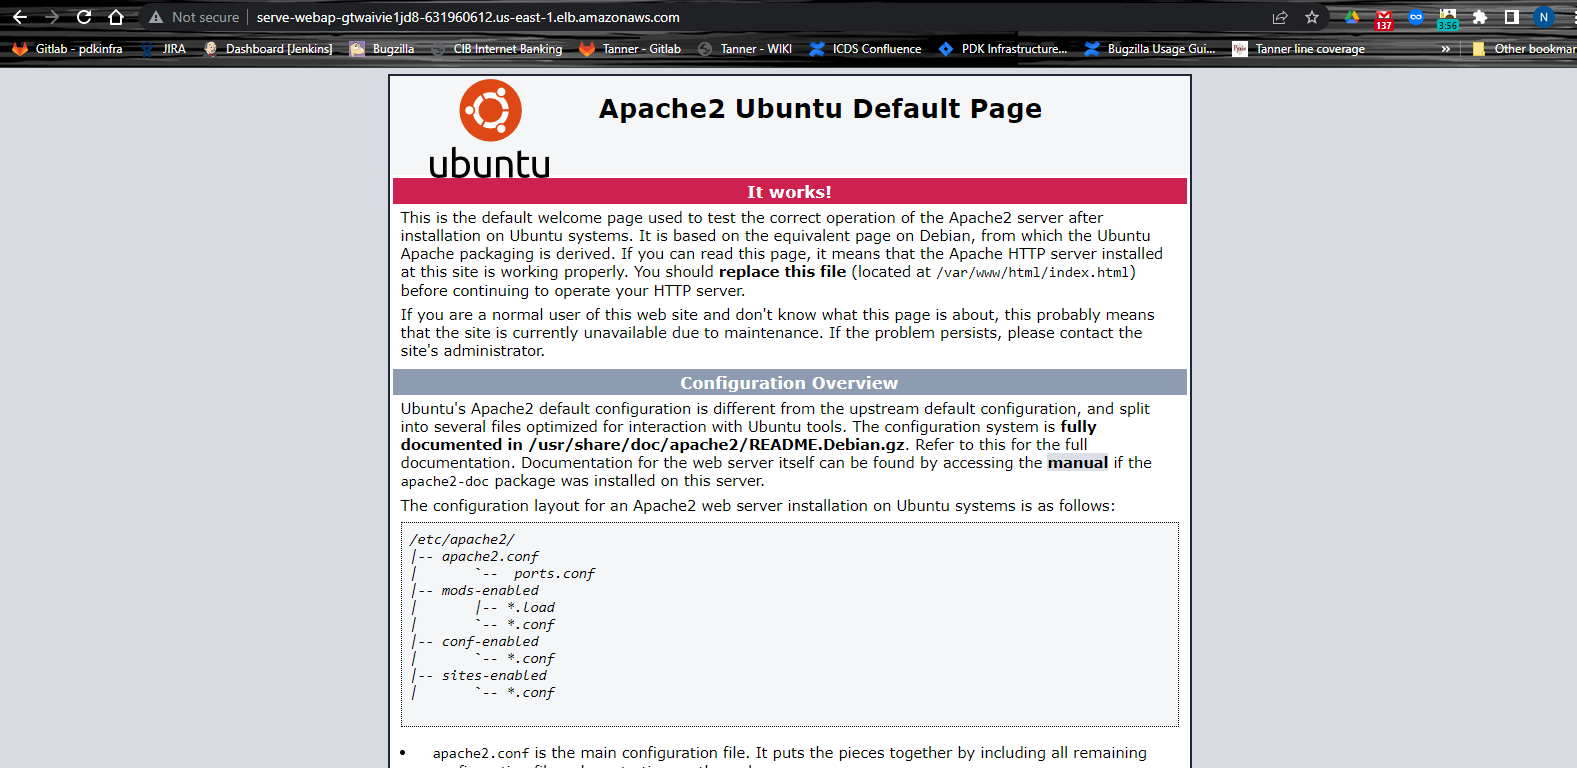 Not secure | serve-webap-gtwaivie1jd8-631960612.us-east-1.elb.amazonaws.com 137 3:56 N
Gitlab - pdkinfra JIRA Dashboard [Jenkins] Bugzilla CIB Internet Banking Tanner - Gitlab Tanner - WIKI ICDS Confluence PDK Infrastructure... Bugzilla Usage Gui... Tanner line coverage » Other bookmar
Apache2 Ubuntu Default Page
ubuntu
It works!
This is the default welcome page used to test the correct operation of the Apache2 server after
installation on Ubuntu systems. It is based on the equivalent page on Debian, from which the Ubuntu
Apache packaging is derived. If you can read this page, it means that the Apache HTTP server installed
at this site is working properly. You should replace this file (located at /var/www/html/index.html)
before continuing to operate your HTTP server.
If you are a normal user of this web site and don't know what this page is about, this probably means
that the site is currently unavailable due to maintenance. If the problem persists, please contact the
site's administrator.
Configuration Overview
Ubuntu's Apache2 default configuration is different from the upstream default configuration, and split
into several files optimized for interaction with Ubuntu tools. The configuration system is fully
documented in /usr/share/doc/apache2/README.Debian.gz. Refer to this for the full
documentation. Documentation for the web server itself can be found by accessing the manual if the
apache2-doc package was installed on this server.
The configuration layout for an Apache2 web server installation on Ubuntu systems is as follows:
/etc/apache2/
|-- apache2.conf
|       `--  ports.conf
|-- mods-enabled
|       |-- *.load
|       `-- *.conf
|-- conf-enabled
|       `-- *.conf
|-- sites-enabled
|       `-- *.conf
• apache2.conf is the main configuration file. It puts the pieces together by including all remaining